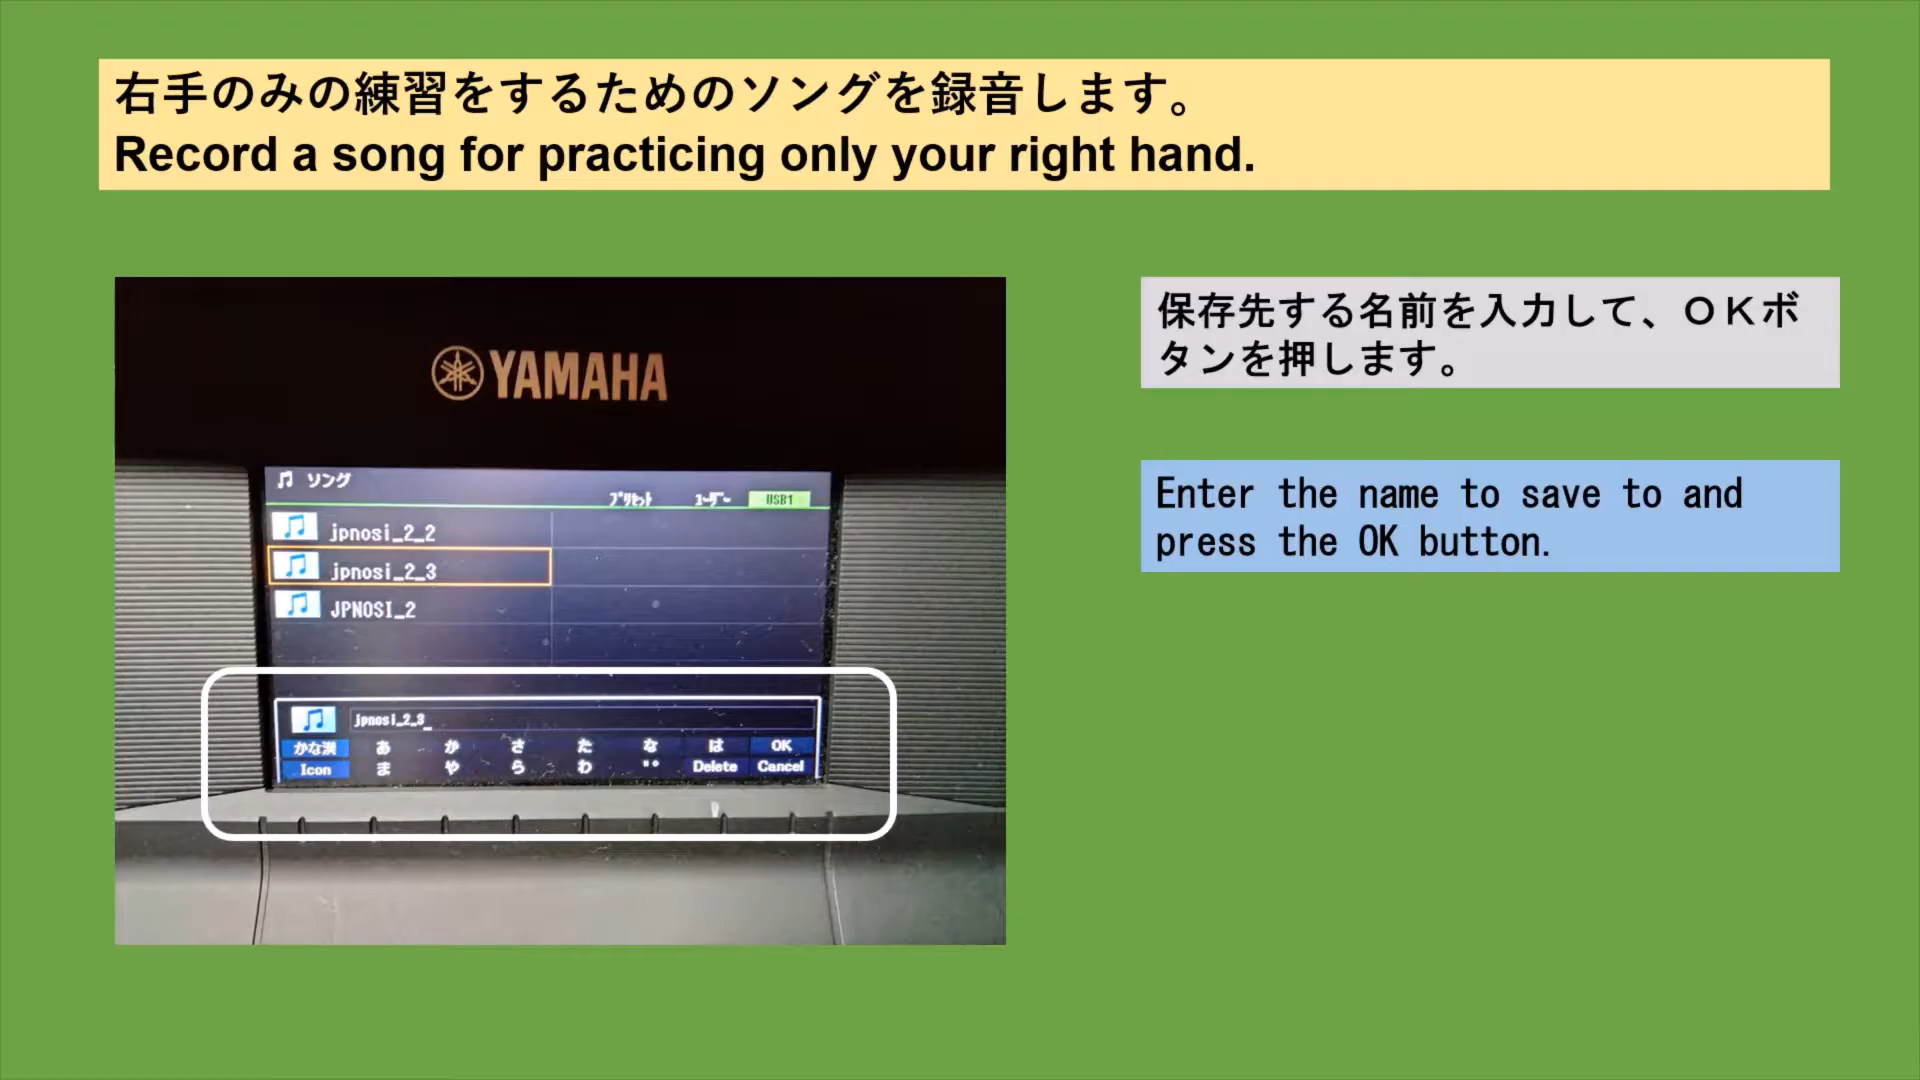 右手のみの練習をするためのソングを録音します。
Record a song for practicing only your right hand.
YAMAHA
ソング
プリセット ユーザー USB1
jpnosi_2_2
jpnosi_2_3
JPNOSI_2
jpnosi_2_3_
かな漢 あ か さ た な は OK
Icon ま や ら わ ゛゜ Delete Cancel
保存先する名前を入力して、ＯＫボ
タンを押します。
Enter the name to save to and
press the OK button.